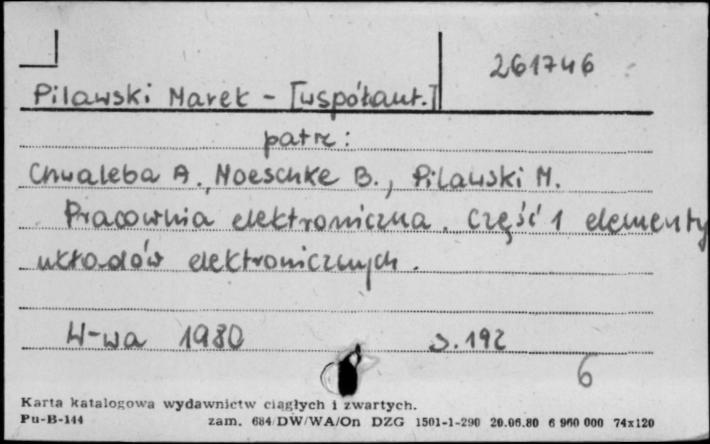 261746
Pilawski Marek - [współaut.]
patrz:
Chwaleba A., Moeschke B., Pilawski M.
Pracownia elektroniczna. Część 1 elementy
układów elektronicznych.
W-wa 1980 s. 192
6
Karta katalogowa wydawnictw ciągłych i zwartych.
Pu-B-144 zam. 684/DW/WA/On DZG 1501-1-290 20.06.80 6 960 000 74x120